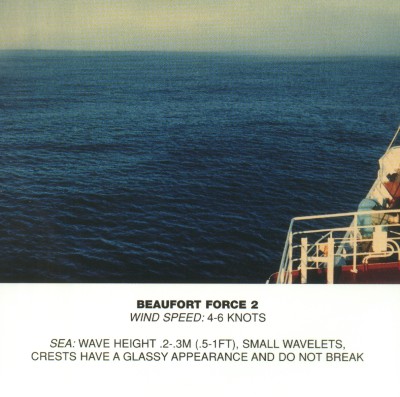 BEAUFORT FORCE 2
WIND SPEED: 4-6 KNOTS
SEA: WAVE HEIGHT .2-.3M (.5-1FT), SMALL WAVELETS,
CRESTS HAVE A GLASSY APPEARANCE AND DO NOT BREAK